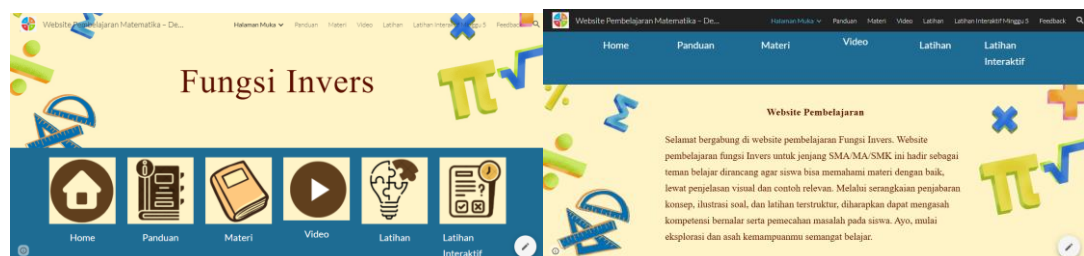 Website Pembelajaran Matematika – De...
Halaman Muka Panduan Materi Video Latihan Latihan Interaktif Minggu 5 Feedback
Fungsi Invers
Home Panduan Materi Video Latihan Latihan
Interaktif
Website Pembelajaran Matematika – De...
Halaman Muka Panduan Materi Video Latihan Latihan Interaktif Minggu 5 Feedback
Home Panduan Materi Video Latihan Latihan
Interaktif
Website Pembelajaran
Selamat bergabung di website pembelajaran Fungsi Invers. Website
pembelajaran fungsi Invers untuk jenjang SMA/MA/SMK ini hadir sebagai
teman belajar dirancang agar siswa bisa memahami materi dengan baik,
lewat penjelasan visual dan contoh relevan. Melalui serangkaian penjabaran
konsep, ilustrasi soal, dan latihan terstruktur, diharapkan dapat mengasah
kompetensi bernalar serta pemecahan masalah pada siswa. Ayo, mulai
eksplorasi dan asah kemampuanmu semangat belajar.